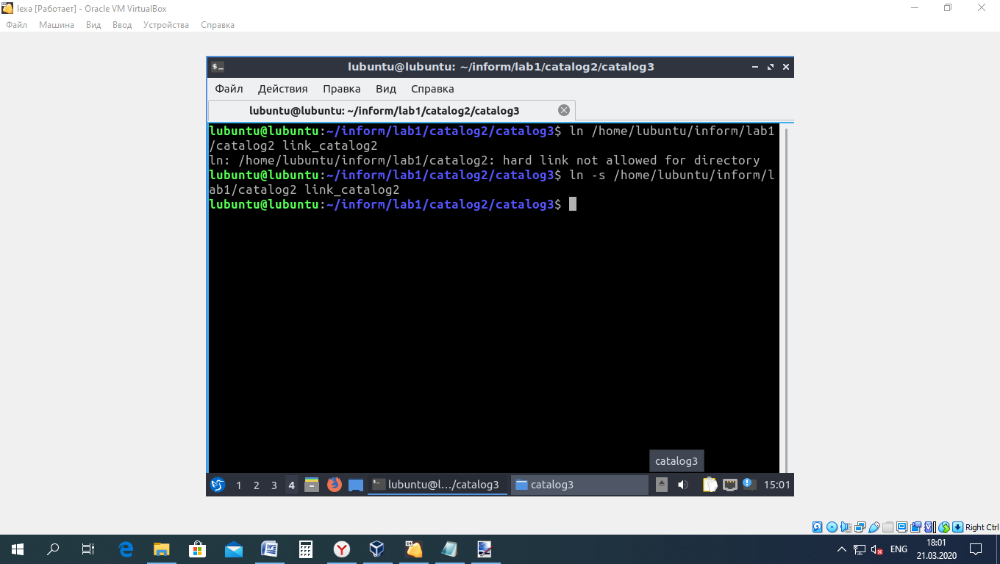 lexa [Работает] - Oracle VM VirtualBox
Файл Машина Вид Ввод Устройства Справка
lubuntu@lubuntu: ~/inform/lab1/catalog2/catalog3
Файл Действия Правка Вид Справка
lubuntu@lubuntu: ~/inform/lab1/catalog2/catalog3
lubuntu@lubuntu:~/inform/lab1/catalog2/catalog3$ ln /home/lubuntu/inform/lab1
/catalog2 link_catalog2
ln: /home/lubuntu/inform/lab1/catalog2: hard link not allowed for directory
lubuntu@lubuntu:~/inform/lab1/catalog2/catalog3$ ln -s /home/lubuntu/inform/l
ab1/catalog2 link_catalog2
lubuntu@lubuntu:~/inform/lab1/catalog2/catalog3$
catalog3
1 2 3 4 lubuntu@l.../catalog3 catalog3 15:01
Right Ctrl
ENG 18:01
21.03.2020